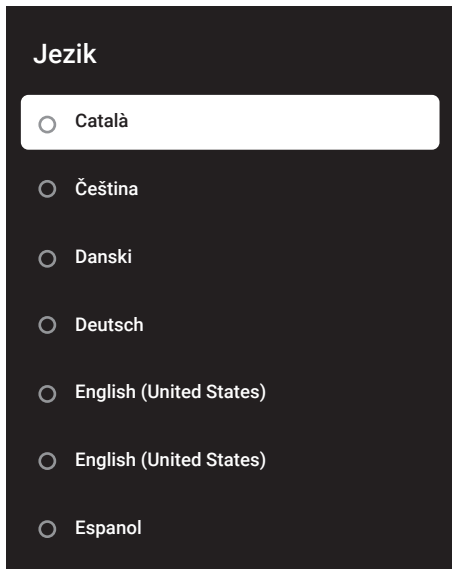 Jezik
Català
Čeština
Danski
Deutsch
English (United States)
English (United States)
Espanol